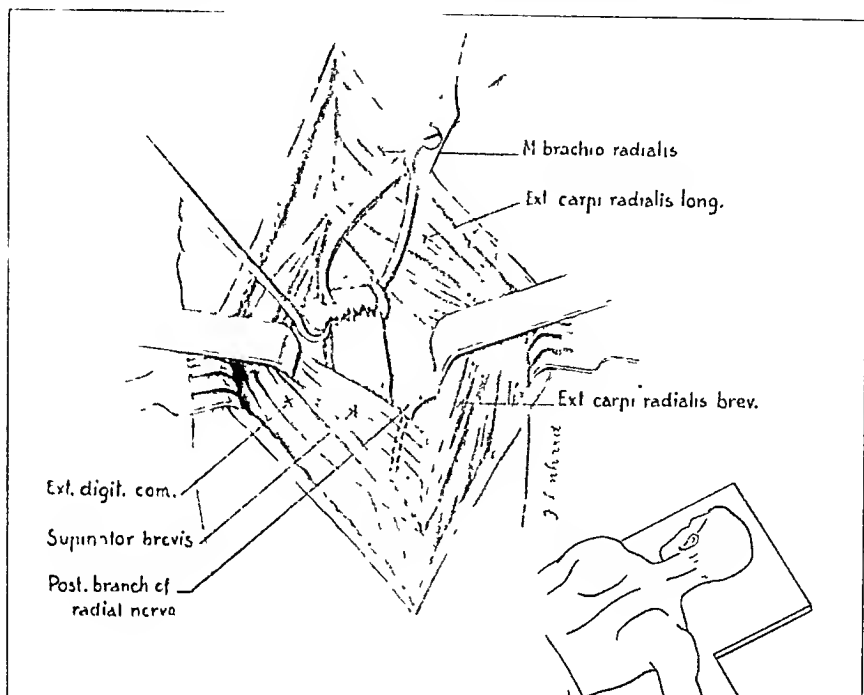 M brachio radialis
Ext carpi radialis long.
Ext carpi radialis brev.
Ext. digit. com.
Supinator brevis
Post. branch of
radial nerve